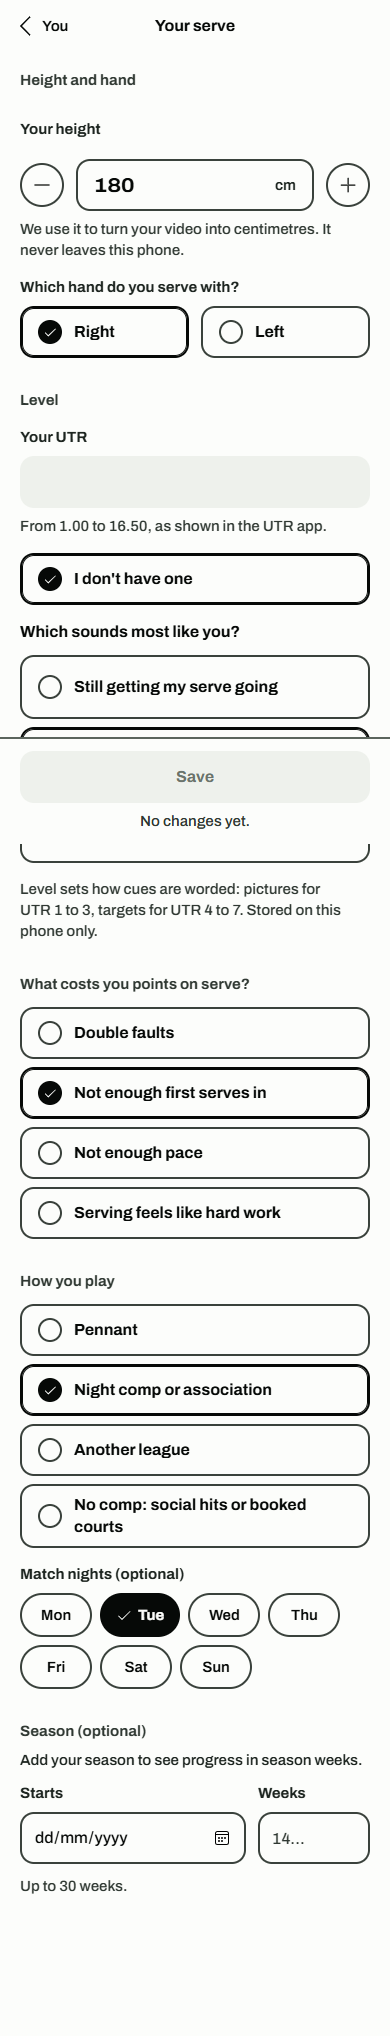 You
Your serve
Height and hand
Your height
180 cm
We use it to turn your video into centimetres. It
never leaves this phone.
Which hand do you serve with?
Right
Left
Level
Your UTR
From 1.00 to 16.50, as shown in the UTR app.
I don't have one
Which sounds most like you?
Still getting my serve going
Save
No changes yet.
Level sets how cues are worded: pictures for
UTR 1 to 3, targets for UTR 4 to 7. Stored on this
phone only.
What costs you points on serve?
Double faults
Not enough first serves in
Not enough pace
Serving feels like hard work
How you play
Pennant
Night comp or association
Another league
No comp: social hits or booked
courts
Match nights (optional)
Mon
Tue
Wed
Thu
Fri
Sat
Sun
Season (optional)
Add your season to see progress in season weeks.
Starts
Weeks
dd/mm/yyyy
14...
Up to 30 weeks.